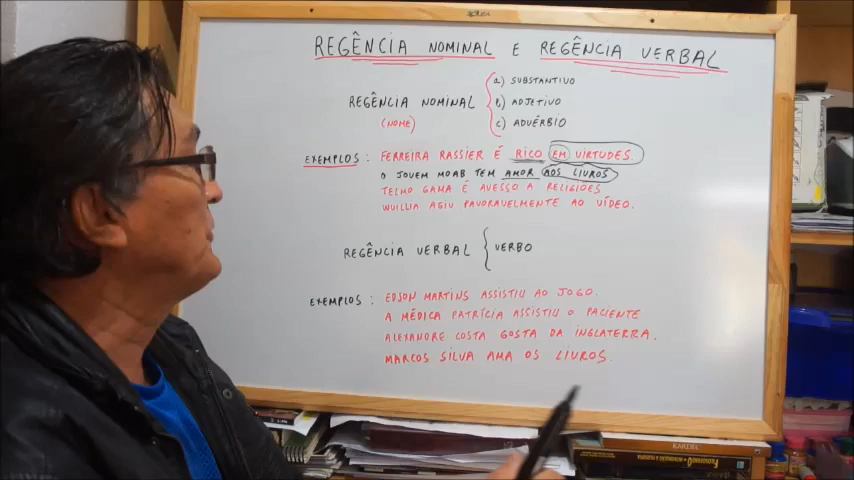 REGÊNCIA NOMINAL E REGÊNCIA VERBAL
a) SUBSTANTIVO
REGÊNCIA NOMINAL
b) ADJETIVO
(NOME)
c) ADVÉRBIO
EXEMPLOS: FERREIRA RASSIER É RICO EM VIRTUDES.
O JOVEM MOAB TEM AMOR AOS LIVROS
TELMO GAMA É AVESSO A RELIGIÕES
WUILLIA AGIU FAVORAVELMENTE AO VÍDEO.
REGÊNCIA VERBAL { VERBO
EXEMPLOS: EDSON MARTINS ASSISTIU AO JOGO.
A MÉDICA PATRÍCIA ASSISTIU O PACIENTE
ALEXANDRE COSTA GOSTA DA INGLATERRA.
MARCOS SILVA AMA OS LIVROS.
KARDEC